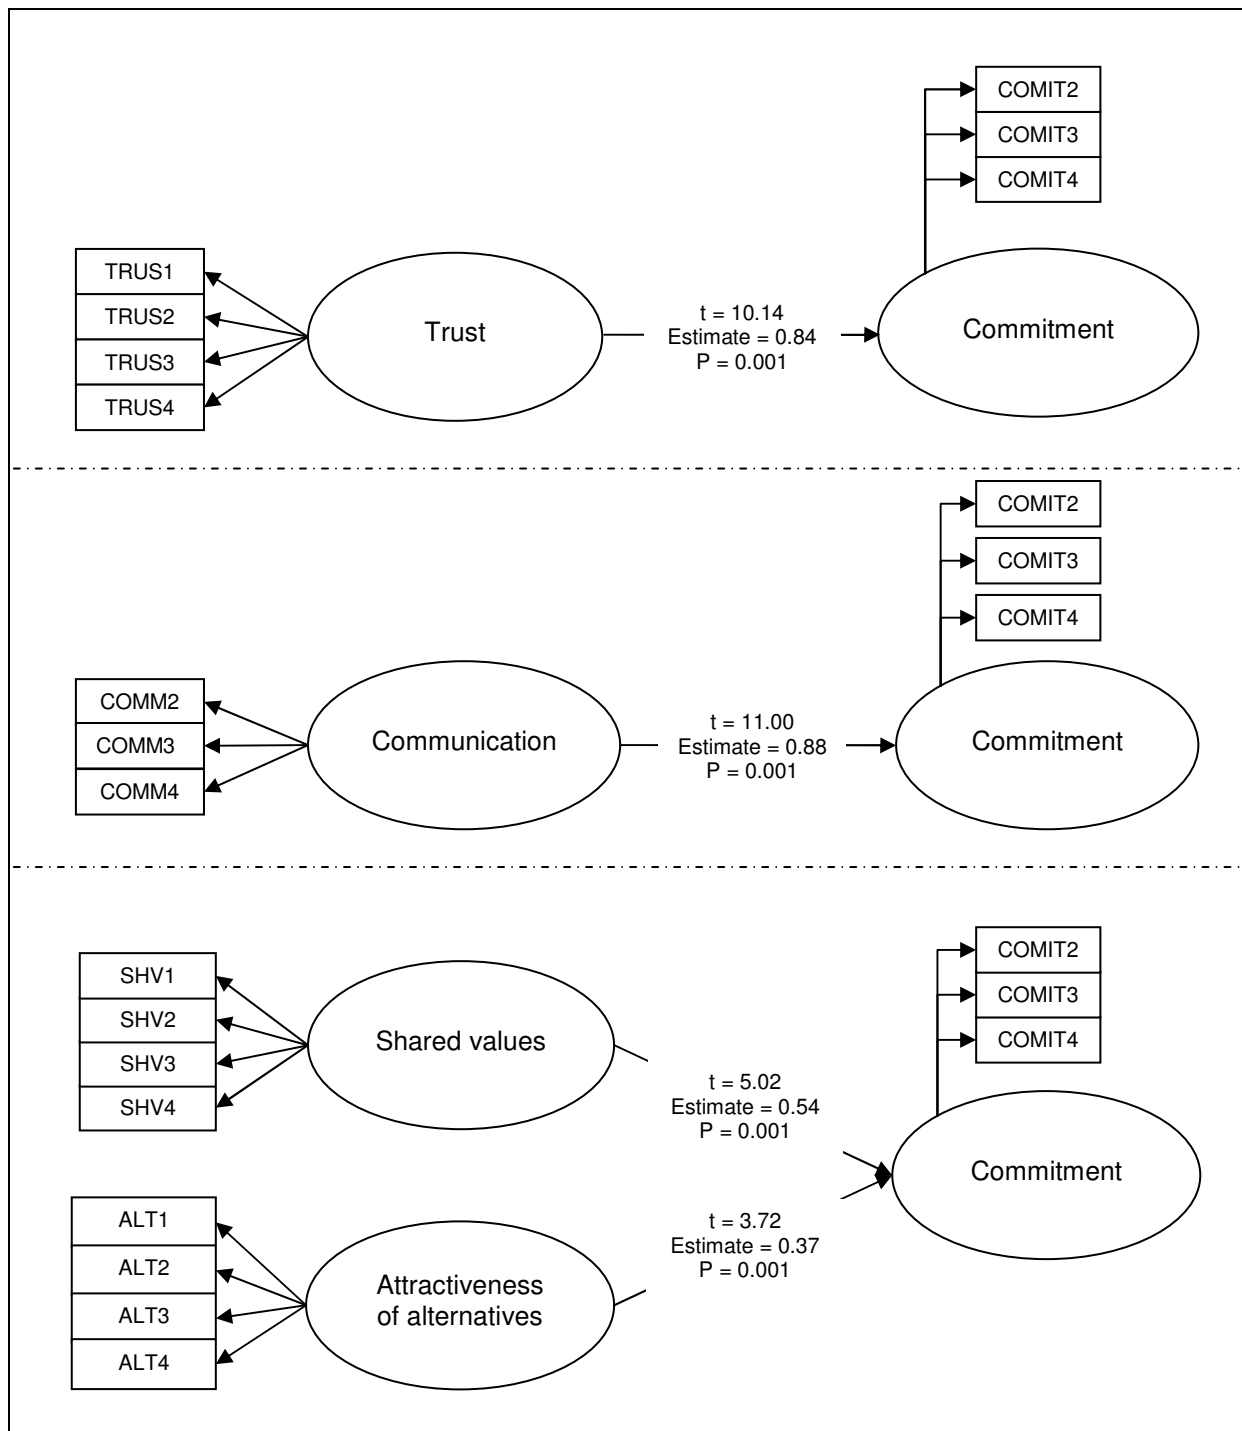 COMIT2
COMIT3
COMIT4
TRUS1
TRUS2
TRUS3
TRUS4
Trust
t = 10.14
Estimate = 0.84
P = 0.001
Commitment
COMIT2
COMIT3
COMIT4
COMM2
COMM3
COMM4
Communication
t = 11.00
Estimate = 0.88
P = 0.001
Commitment
COMIT2
COMIT3
COMIT4
SHV1
SHV2
SHV3
SHV4
Shared values
t = 5.02
Estimate = 0.54
P = 0.001
Commitment
ALT1
ALT2
ALT3
ALT4
Attractiveness
of alternatives
t = 3.72
Estimate = 0.37
P = 0.001